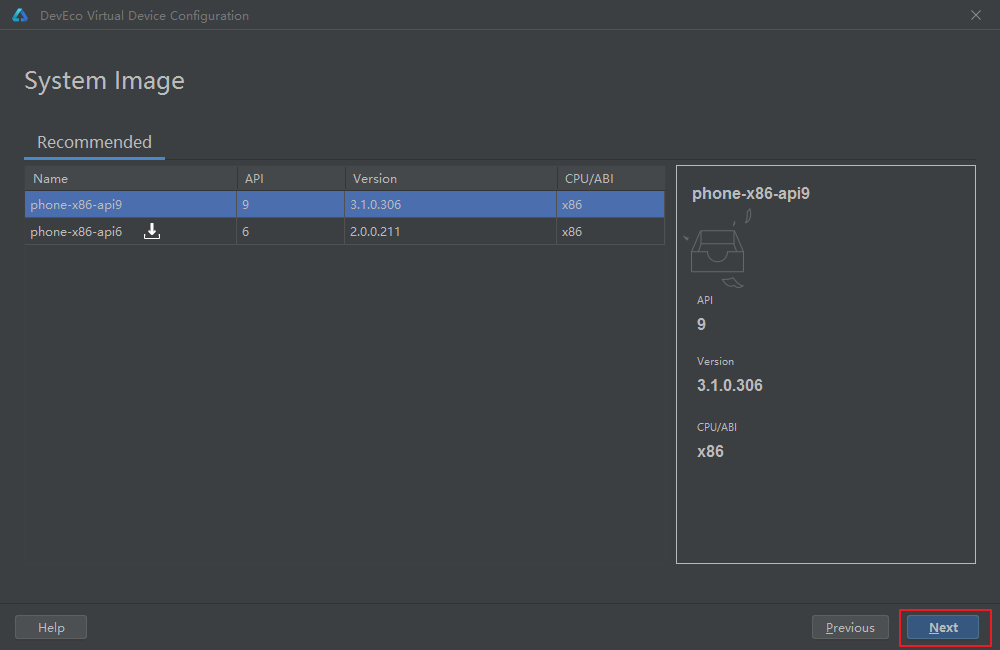 DevEco Virtual Device Configuration
System Image
Recommended
Name API Version CPU/ABI
phone-x86-api9 9 3.1.0.306 x86
phone-x86-api6 6 2.0.0.211 x86
phone-x86-api9
API
9
Version
3.1.0.306
CPU/ABI
x86
Help Previous Next